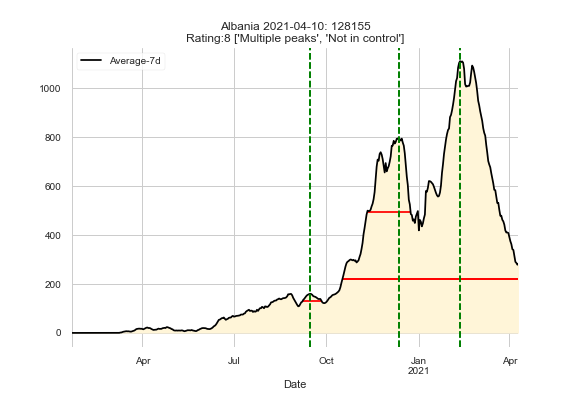 Albania 2021-04-10: 128155
Rating:8 ['Multiple peaks', 'Not in control']
Average-7d
1000
800
600
400
200
0
Apr
Jul
Oct
Jan
2021
Apr
Date